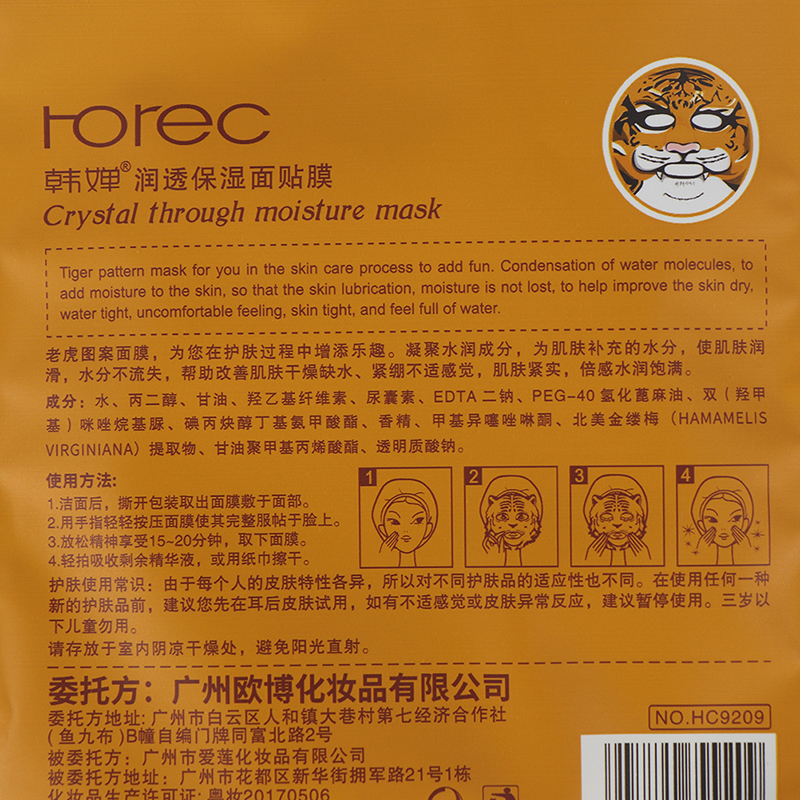 Horec
韩婵®润透保湿面贴膜
Crystal through moisture mask
Tiger pattern mask for you in the skin care process to add fun. Condensation of water molecules, to
add moisture to the skin, so that the skin lubrication, moisture is not lost, to help improve the skin dry,
water tight, uncomfortable feeling, skin tight, and feel full of water.
老虎图案面膜，为您在护肤过程中增添乐趣。凝聚水润成分，为肌肤补充的水分，使肌肤润
滑，水分不流失，帮助改善肌肤干燥缺水、紧绷不适感觉，肌肤紧实，倍感水润饱满。
成分：水、丙二醇、甘油、羟乙基纤维素、尿囊素、EDTA 二钠、PEG-40 氢化蓖麻油、双（羟甲
基）咪唑烷基脲、碘丙炔醇丁基氨甲酸酯、香精、甲基异噻唑啉酮、北美金缕梅（HAMAMELIS
VIRGINIANA）提取物、甘油聚甲基丙烯酸酯、透明质酸钠。
使用方法:
1.洁面后，撕开包装取出面膜敷于面部。
2.用手指轻轻按压面膜使其完整服帖于脸上。
3.放松精神享受15~20分钟，取下面膜。
4.轻拍吸收剩余精华液，或用纸巾擦干。
1 2 3 4
护肤使用常识：由于每个人的皮肤特性各异，所以对不同护肤品的适应性也不同。在使用任何一种
新的护肤品前，建议您先在耳后皮肤试用，如有不适感觉或皮肤异常反应，建议暂停使用。三岁以
下儿童勿用。
请存放于室内阴凉干燥处，避免阳光直射。
委托方：广州欧博化妆品有限公司
委托方地址: 广州市白云区人和镇大巷村第七经济合作社
(鱼九布)B幢自编门牌同富北路2号
NO.HC9209
被委托方：广州市爱莲化妆品有限公司
被委托方地址：广州市花都区新华街拥军路21号1栋
化妆品生产许可证: 粤妆20170506